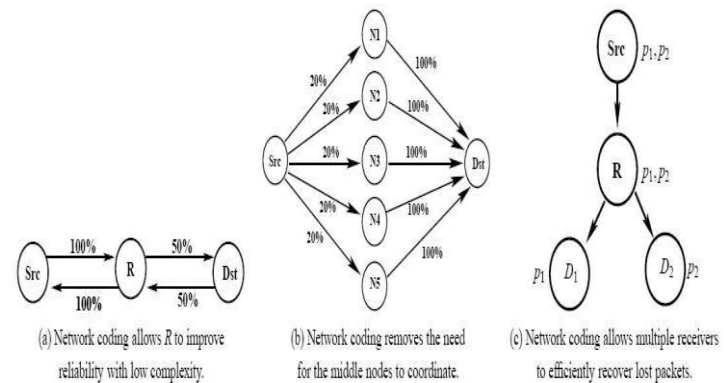 Src
100%
R
50%
Dst
100%
50%
(a) Network coding allows R to improve
reliability with low complexity.
N1
N2
N3
N4
N5
Src
Dst
20%
20%
20%
20%
20%
100%
100%
100%
100%
100%
(b) Network coding removes the need
for the middle nodes to coordinate.
Src
p1,p2
R
p1,p2
p1
D1
D2
p2
(c) Network coding allows multiple receivers
to efficiently recover lost packets.